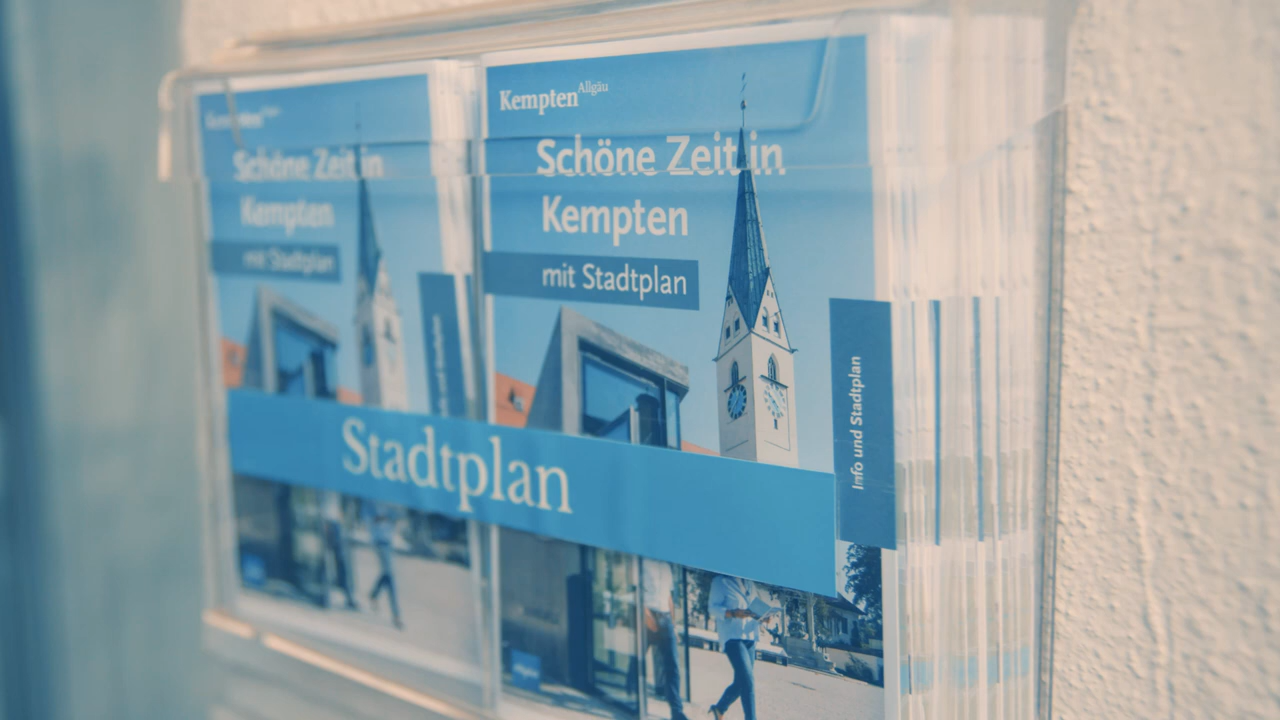 Schöne Zeit in
Kempten
mit Stadtplan
Kempten Allgäu
Schöne Zeit in
Kempten
mit Stadtplan
Info und Stadtplan
Stadtplan